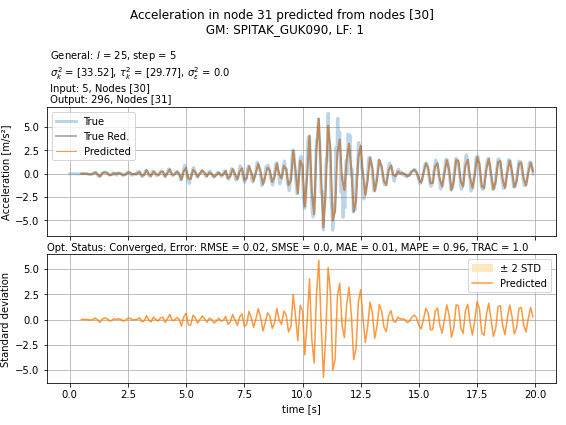 Acceleration in node 31 predicted from nodes [30]
GM: SPITAK_GUK090, LF: 1
General: l = 25, step = 5
σ²ₖ = [33.52], τ²ₖ = [29.77], σ²ε = 0.0
Input: 5, Nodes [30]
Output: 296, Nodes [31]
Acceleration [m/s²]
5.0
2.5
0.0
−2.5
−5.0
True
True Red.
Predicted
Opt. Status: Converged, Error: RMSE = 0.02, SMSE = 0.0, MAE = 0.01, MAPE = 0.96, TRAC = 1.0
Standard deviation
5.0
2.5
0.0
−2.5
−5.0
± 2 STD
Predicted
0.0 2.5 5.0 7.5 10.0 12.5 15.0 17.5 20.0
time [s]